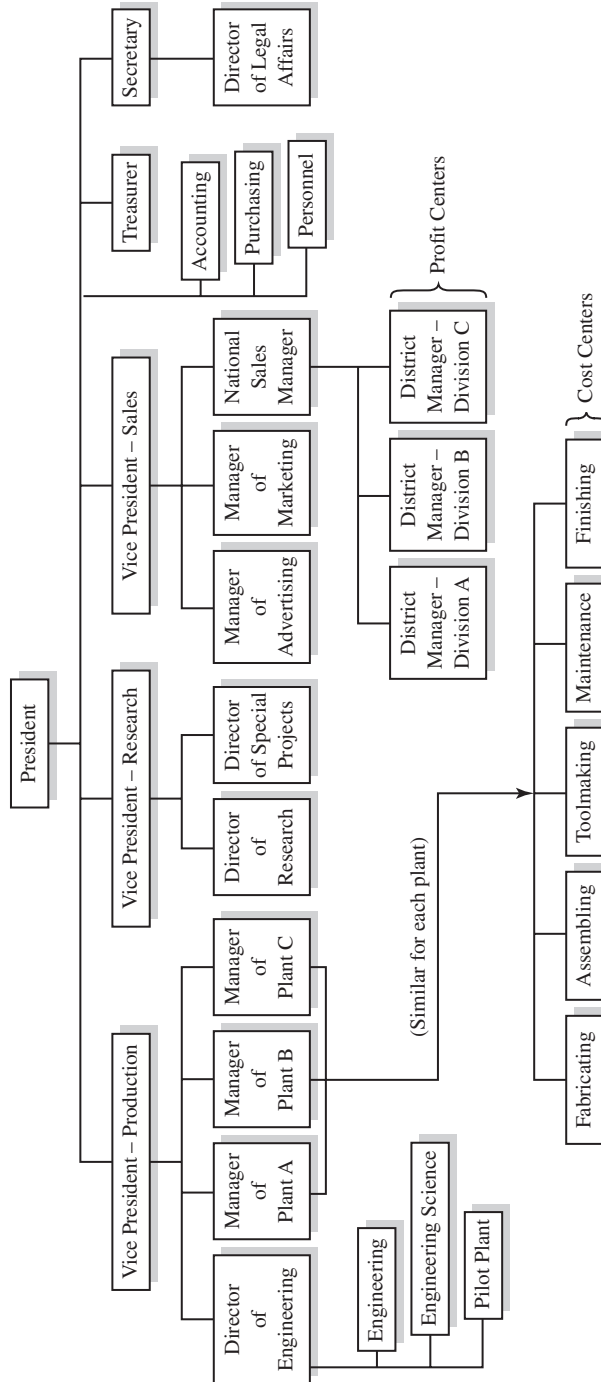 President
Vice President – Production
Vice President – Research
Vice President – Sales
Treasurer
Secretary
Director
of
Engineering
Manager
of
Plant A
Manager
of
Plant B
Manager
of
Plant C
Director
of
Research
Director
of Special
Projects
Manager
of
Advertising
Manager
of
Marketing
National
Sales
Manager
Accounting
Purchasing
Personnel
Director
of Legal
Affairs
Engineering
Engineering Science
Pilot Plant
(Similar for each plant)
District
Manager –
Division A
District
Manager –
Division B
District
Manager –
Division C
Profit Centers
Fabricating
Assembling
Toolmaking
Maintenance
Finishing
Cost Centers